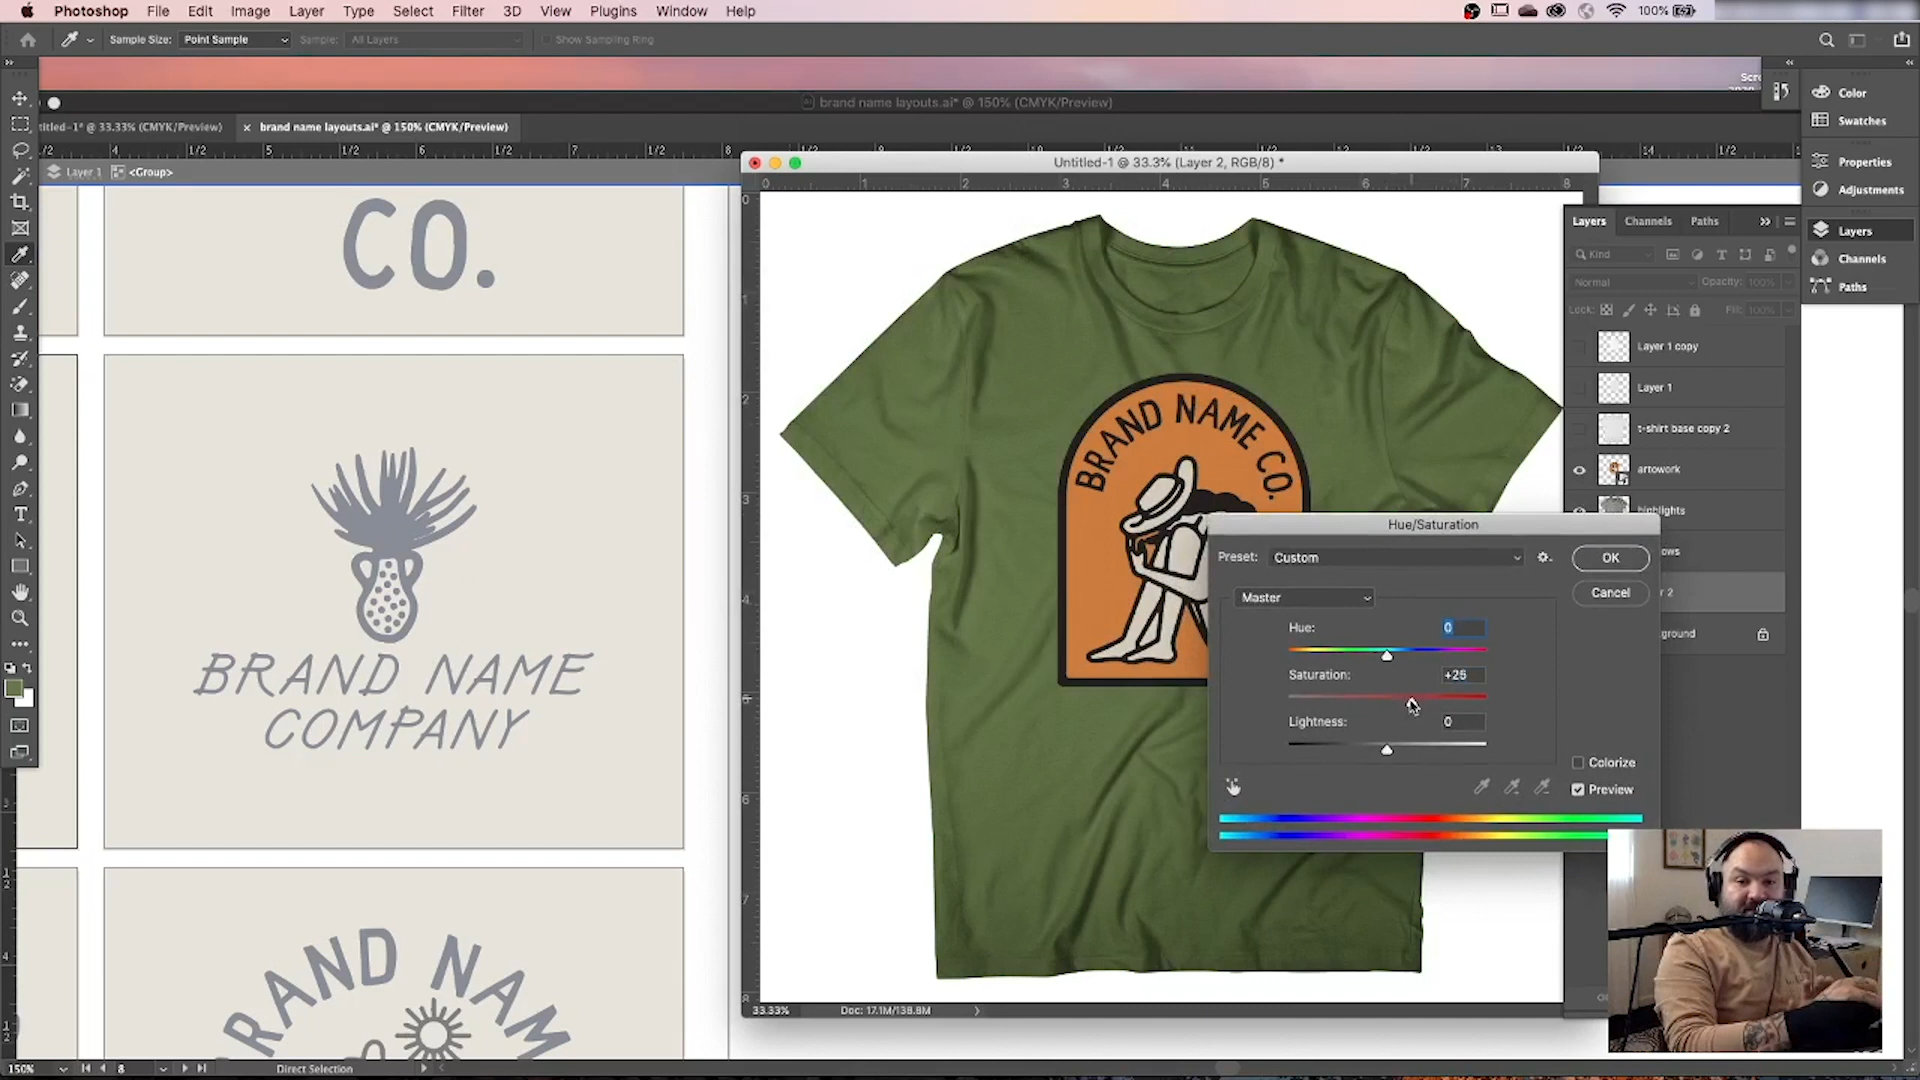 Photoshop File Edit Image Layer Type Select Filter 3D View Plugins Window Help 100%
Sample Size: Point Sample Sample: All Layers Show Sampling Ring
Scre
brand name layouts.ai* @ 150% (CMYK/Preview)
titled-1* @ 33.33% (CMYK/Preview) × brand name layouts.ai* @ 150% (CMYK/Preview)
Layer 1 <Group>
Untitled-1 @ 33.3% (Layer 2, RGB/8) *
Color
Swatches
Properties
Adjustments
Layers
Channels
Paths
Layers Channels Paths
Kind
Normal Opacity: 100%
Lock: Fill: 100%
Layer 1 copy
Layer 1
t-shirt base copy 2
artowork
highlights
ows
r 2
ground
CO.
BRAND NAME
COMPANY
BRAND NAM
BRAND NAME CO.
Hue/Saturation
Preset: Custom OK
Cancel
Master
Hue: 0
Saturation: +26
Lightness: 0
Colorize
Preview
33.33% Doc: 17.1M/138.8M
150% 8 Direct Selection